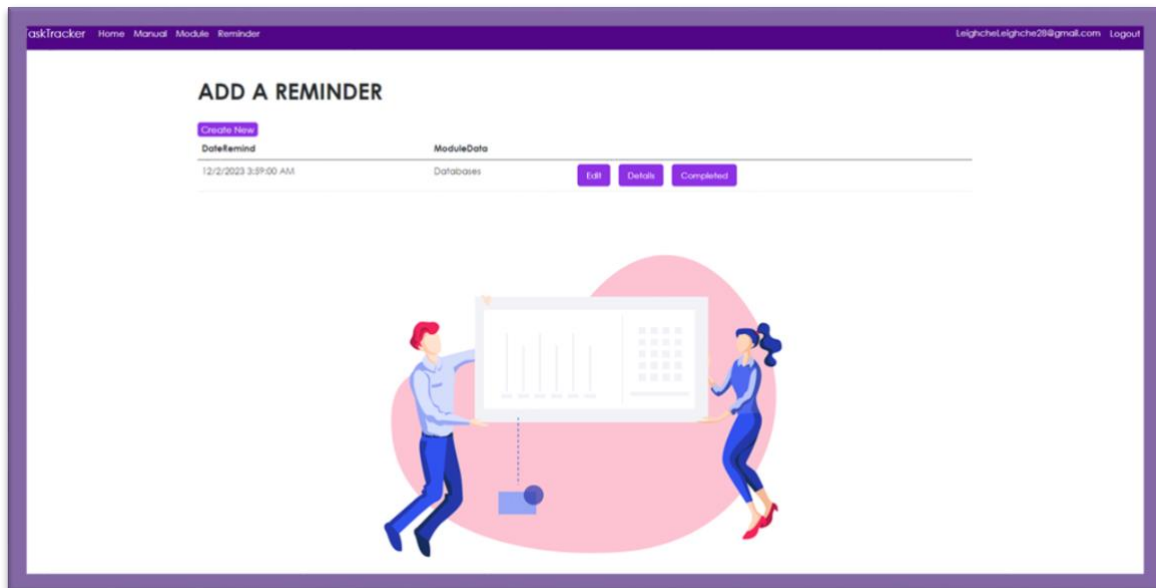 TaskTracker Home Manual Module Reminder LeighcheLeighche28@gmail.com Logout
ADD A REMINDER
Create New
DateRemind ModuleData
12/2/2023 3:59:00 AM Databases Edit Details Completed